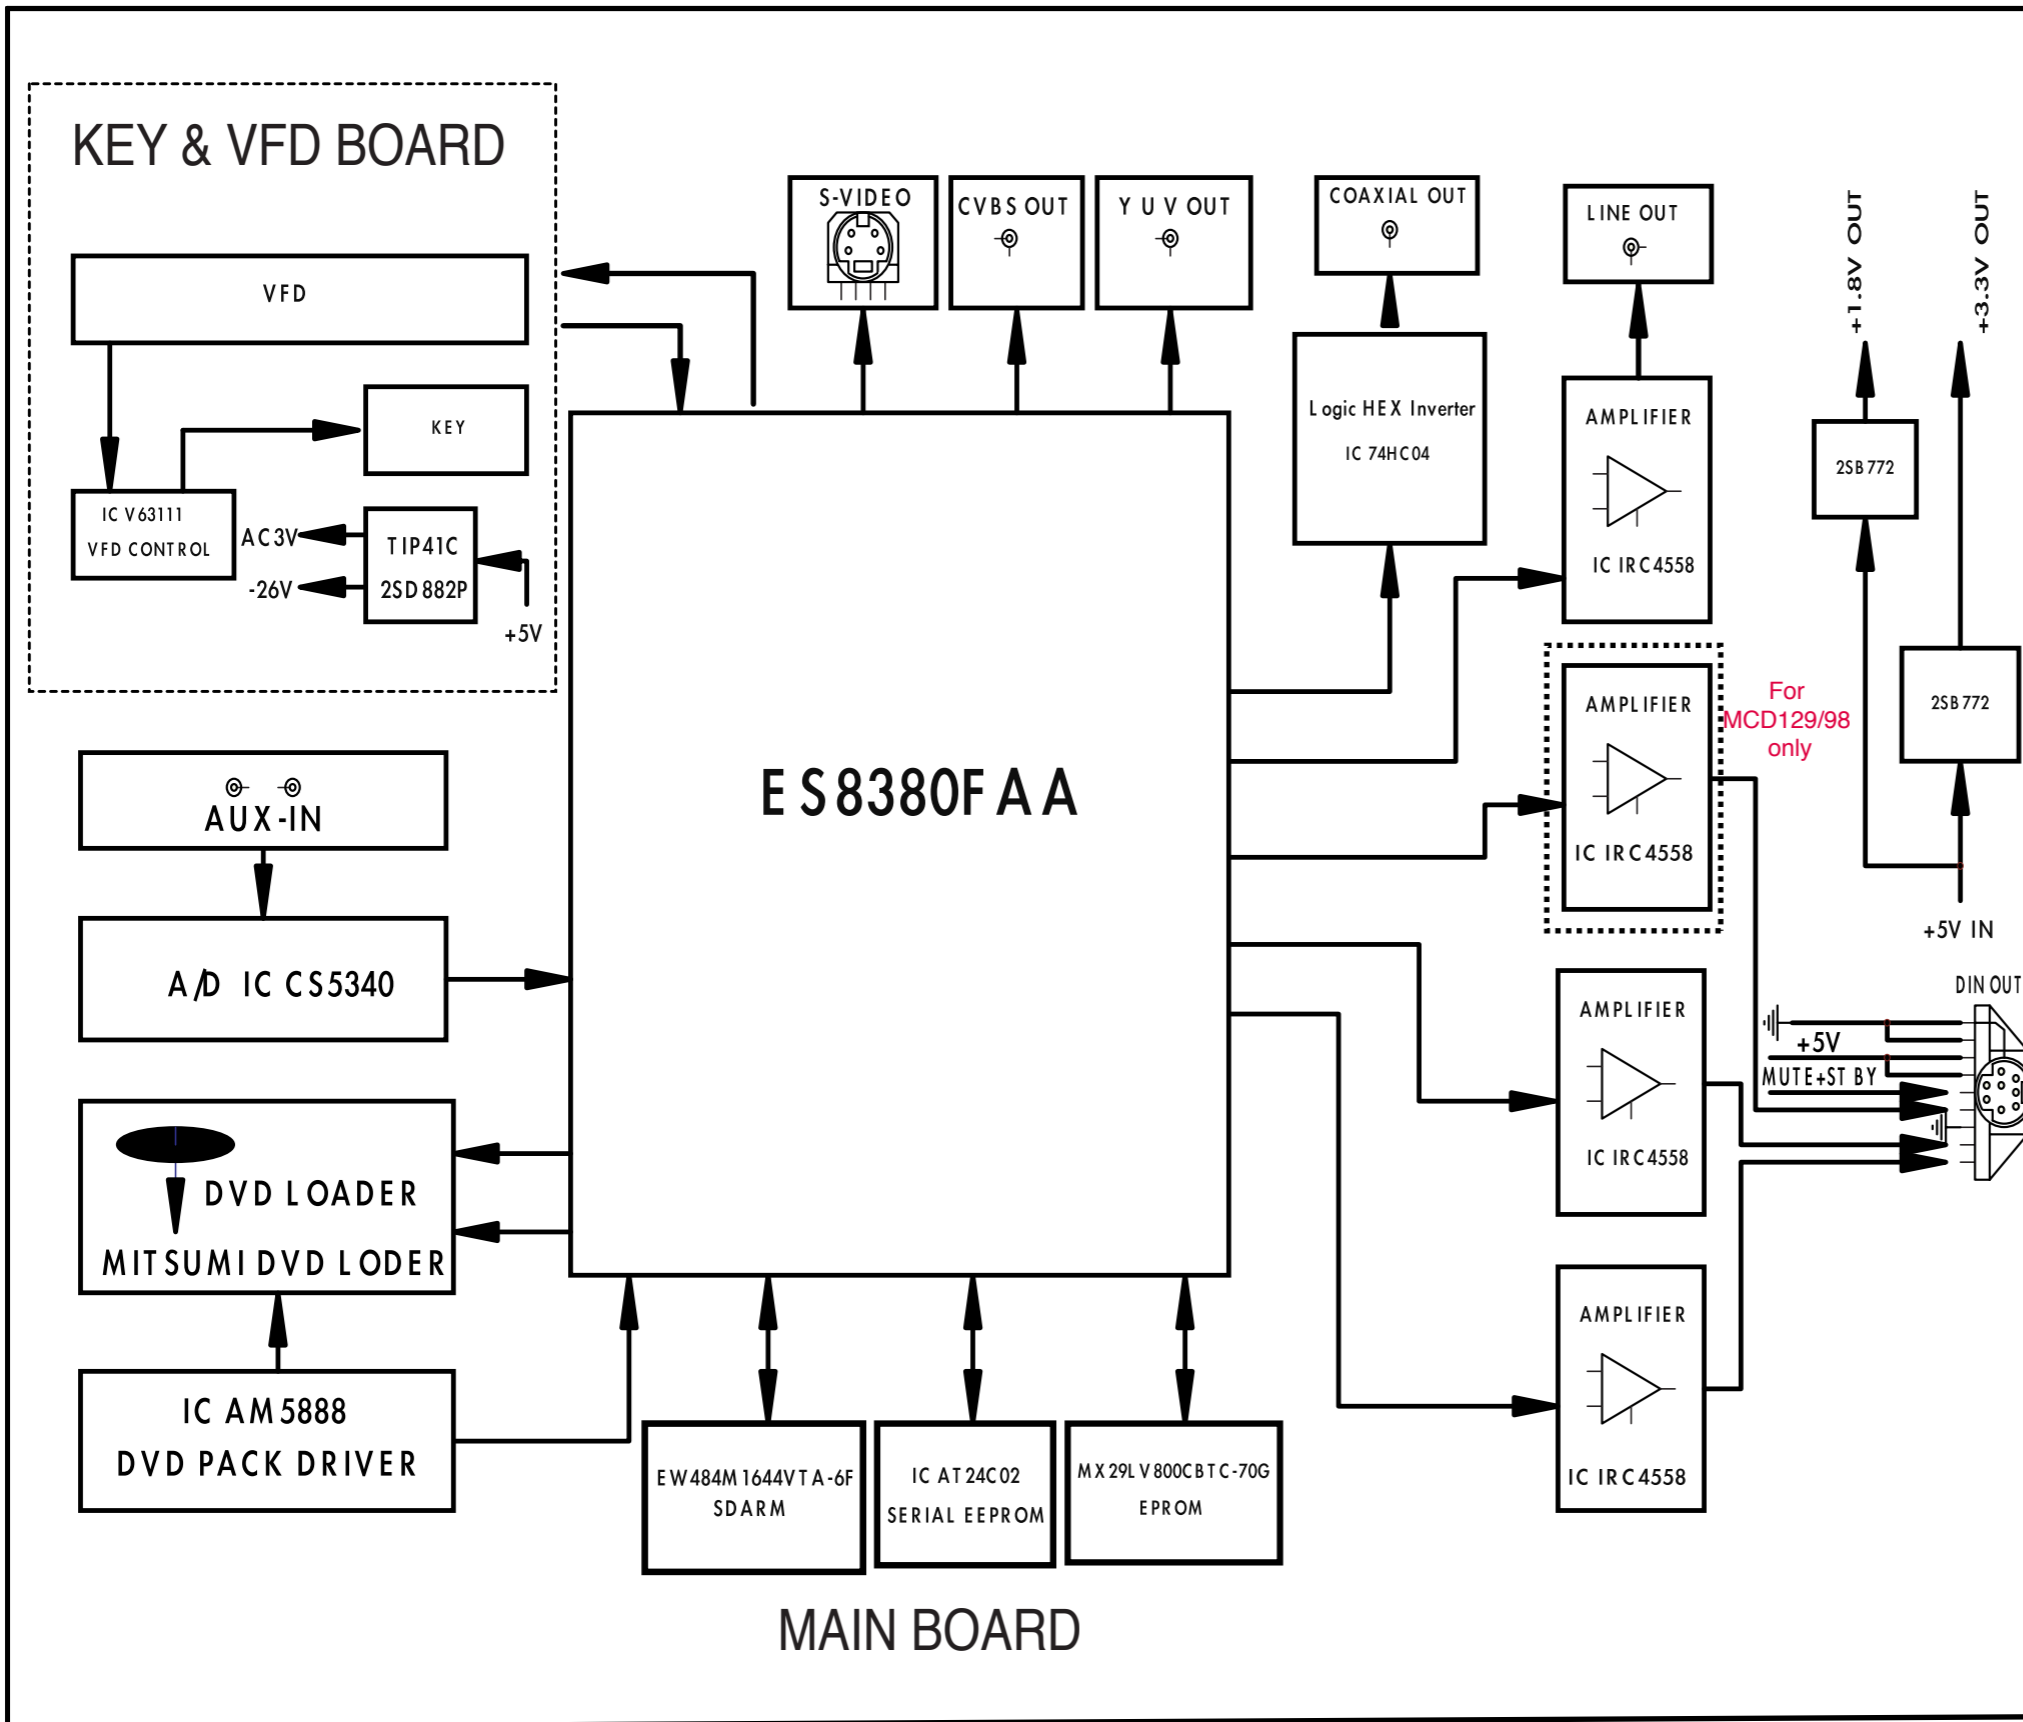 KEY & VFD BOARD
VFD
KEY
IC V63111
VFD CONTROL
AC3V
-26V
TIP41C
2SD882P
+5V
S-VIDEO
CVBS OUT
Y U V OUT
COAXIAL OUT
LINE OUT
+1.8V OUT
+3.3V OUT
Logic HEX Inverter
IC 74HC04
AMPLIFIER
IC IRC4558
2SB772
AMPLIFIER
IC IRC4558
For
MCD129/98
only
2SB772
+5V IN
ES8380FAA
AUX-IN
A/D IC CS5340
DVD LOADER
MITSUMI DVD LODER
IC AM5888
DVD PACK DRIVER
AMPLIFIER
IC IRC4558
DIN OUT
+5V
MUTE+ST BY
AMPLIFIER
IC IRC4558
EW484M1644VTA-6F
SDARM
IC AT24C02
SERIAL EEPROM
MX29LV800CBTC-70G
EPROM
MAIN BOARD